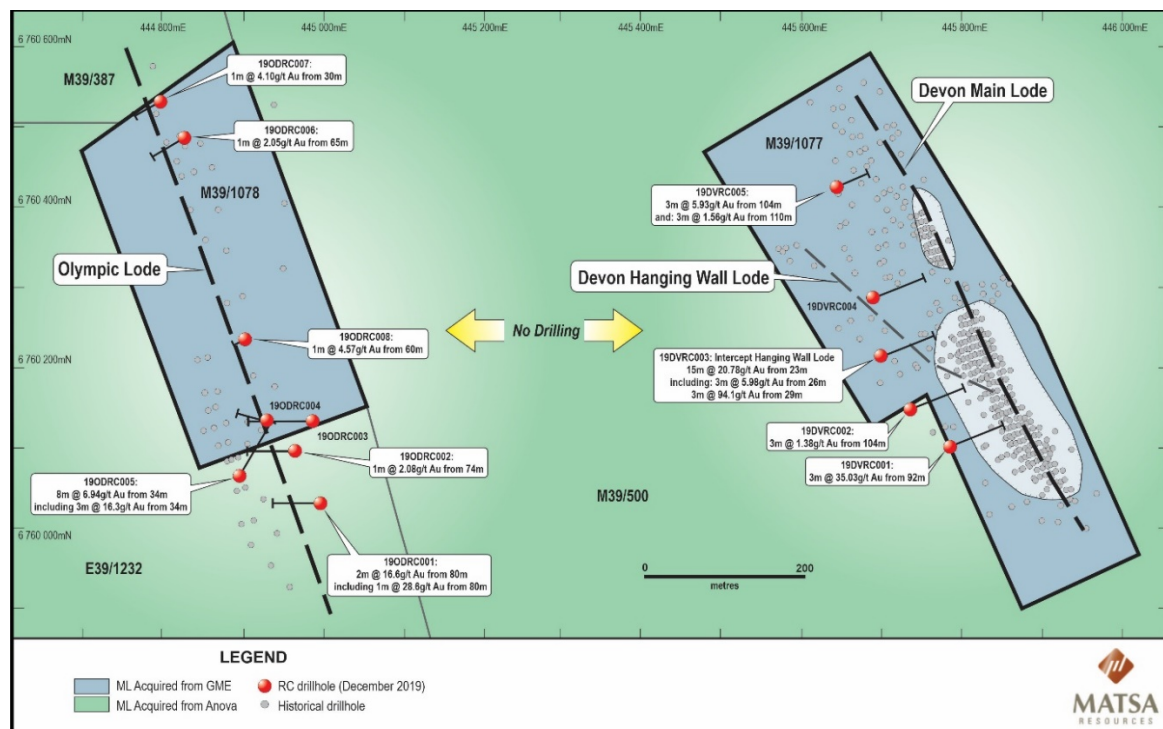 444 800mE
445 000mE
445 200mE
445 400mE
445 600mE
445 800mE
446 000mE
6 760 600mN
6 760 400mN
6 760 200mN
6 760 000mN
M39/387
19ODRC007:
1m @ 4.10g/t Au from 30m
19ODRC006:
1m @ 2.05g/t Au from 65m
M39/1078
Olympic Lode
19ODRC008:
1m @ 4.57g/t Au from 60m
19ODRC004
19ODRC003
19ODRC002:
1m @ 2.08g/t Au from 74m
19ODRC005:
8m @ 6.94g/t Au from 34m
including 3m @ 16.3g/t Au from 34m
19ODRC001:
2m @ 16.6g/t Au from 80m
including 1m @ 28.6g/t Au from 80m
E39/1232
No Drilling
Devon Main Lode
M39/1077
19DVRC005:
3m @ 5.93g/t Au from 104m
and: 3m @ 1.56g/t Au from 110m
Devon Hanging Wall Lode
19DVRC004
19DVRC003: Intercept Hanging Wall Lode
15m @ 20.78g/t Au from 23m
including: 3m @ 5.98g/t Au from 26m
3m @ 94.1g/t Au from 29m
19DVRC002:
3m @ 1.38g/t Au from 104m
19DVRC001:
3m @ 35.03g/t Au from 92m
M39/500
0
200
metres
LEGEND
ML Acquired from GME
RC drillhole (December 2019)
ML Acquired from Anova
Historical drillhole
MATSA
RESOURCES